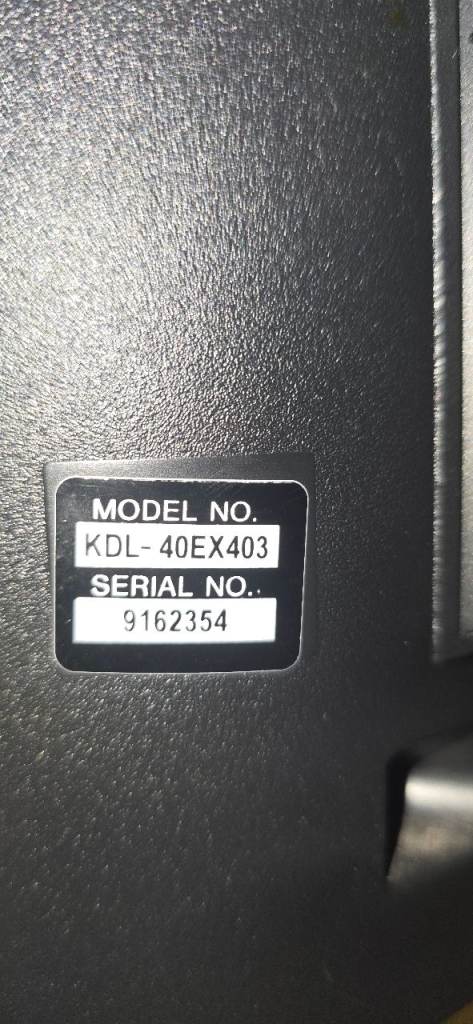 MODEL NO.
KDL-40EX403
SERIAL NO.
9162354